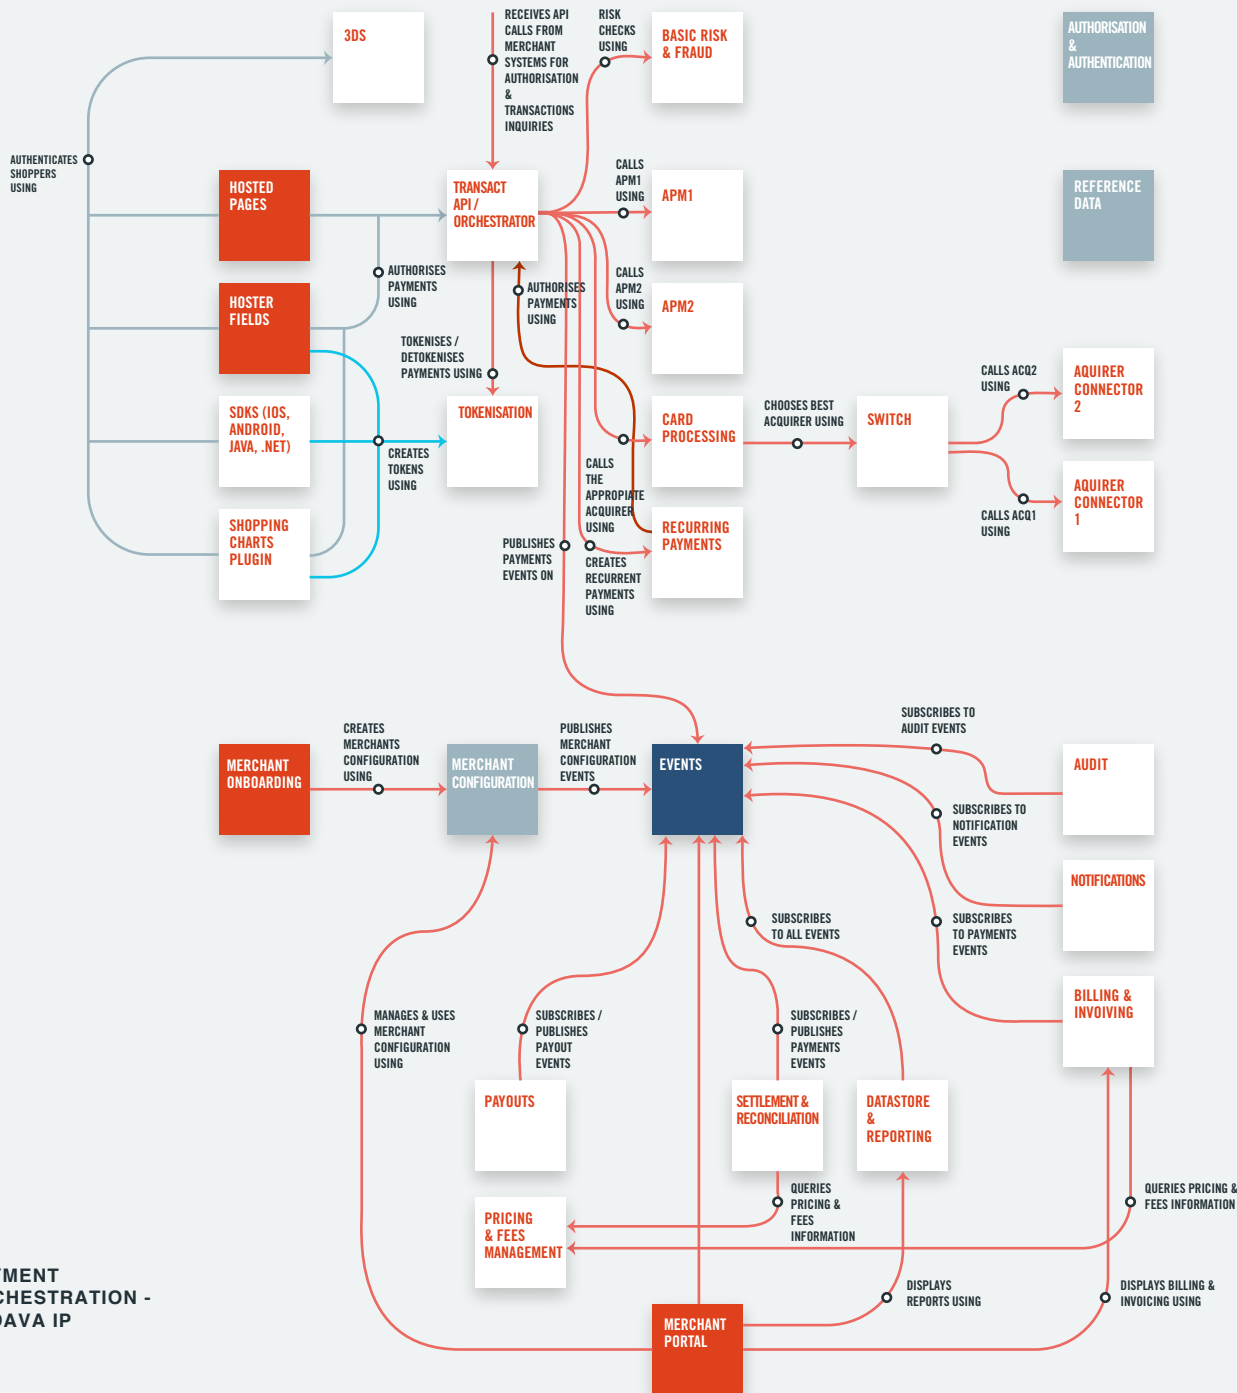 3DS
RECEIVES API
CALLS FROM
MERCHANT
SYSTEMS FOR
AUTHORISATION
&
TRANSACTIONS
INQUIRIES
RISK
CHECKS
USING
BASIC RISK
& FRAUD
AUTHORISATION
&
AUTHENTICATION
AUTHENTICATES
SHOPPERS
USING
HOSTED
PAGES
TRANSACT
API /
ORCHESTRATOR
CALLS
APM1
USING
APM1
REFERENCE
DATA
AUTHORISES
PAYMENTS
USING
AUTHORISES
PAYMENTS
USING
CALLS
APM2
USING
APM2
HOSTER
FIELDS
TOKENISES /
DETOKENISES
PAYMENTS USING
CALLS ACQ2
USING
AQUIRER
CONNECTOR
2
SDKS (IOS,
ANDROID,
JAVA, .NET)
CREATES
TOKENS
USING
TOKENISATION
CARD
PROCESSING
CHOOSES BEST
ACQUIRER USING
SWITCH
CALLS
THE
APPROPIATE
ACQUIRER
USING
CALLS ACQ1
USING
AQUIRER
CONNECTOR
1
SHOPPING
CHARTS
PLUGIN
PUBLISHES
PAYMENTS
EVENTS ON
CREATES
RECURRENT
PAYMENTS
USING
RECURRING
PAYMENTS
MERCHANT
ONBOARDING
CREATES
MERCHANTS
CONFIGURATION
USING
MERCHANT
CONFIGURATION
PUBLISHES
MERCHANT
CONFIGURATION
EVENTS
EVENTS
SUBSCRIBES TO
AUDIT EVENTS
AUDIT
SUBSCRIBES TO
NOTIFICATION
EVENTS
NOTIFICATIONS
SUBSCRIBES
TO ALL EVENTS
SUBSCRIBES
TO PAYMENTS
EVENTS
BILLING &
INVOIVING
MANAGES & USES
MERCHANT
CONFIGURATION
USING
SUBSCRIBES /
PUBLISHES
PAYOUT
EVENTS
SUBSCRIBES /
PUBLISHES
PAYMENTS
EVENTS
PAYOUTS
SETTLEMENT &
RECONCILIATION
DATASTORE
&
REPORTING
QUERIES
PRICING &
FEES
INFORMATION
QUERIES PRICING &
FEES INFORMATION
PRICING
& FEES
MANAGEMENT
DISPLAYS
REPORTS USING
DISPLAYS BILLING &
INVOICING USING
MERCHANT
PORTAL
YMENT
CHESTRATION -
DAVA IP